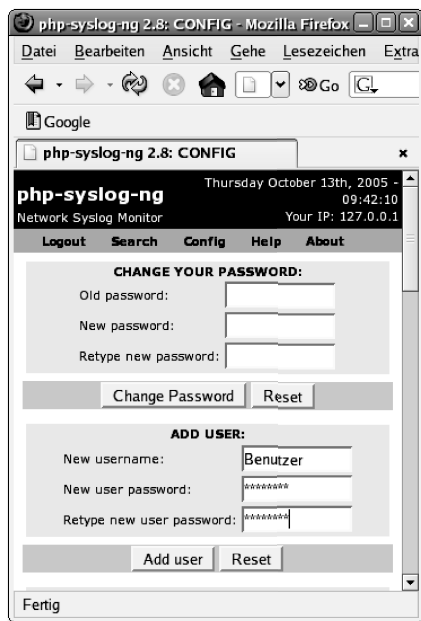 php-syslog-ng 2.8: CONFIG - Mozilla Firefox
Datei Bearbeiten Ansicht Gehe Lesezeichen Extra
Go G
Google
php-syslog-ng 2.8: CONFIG
php-syslog-ng
Network Syslog Monitor
Thursday October 13th, 2005 -
09:42:10
Your IP: 127.0.0.1
Logout Search Config Help About
CHANGE YOUR PASSWORD:
Old password:
New password:
Retype new password:
Change Password Reset
ADD USER:
New username: Benutzer
New user password: ********
Retype new user password: ********
Add user Reset
Fertig